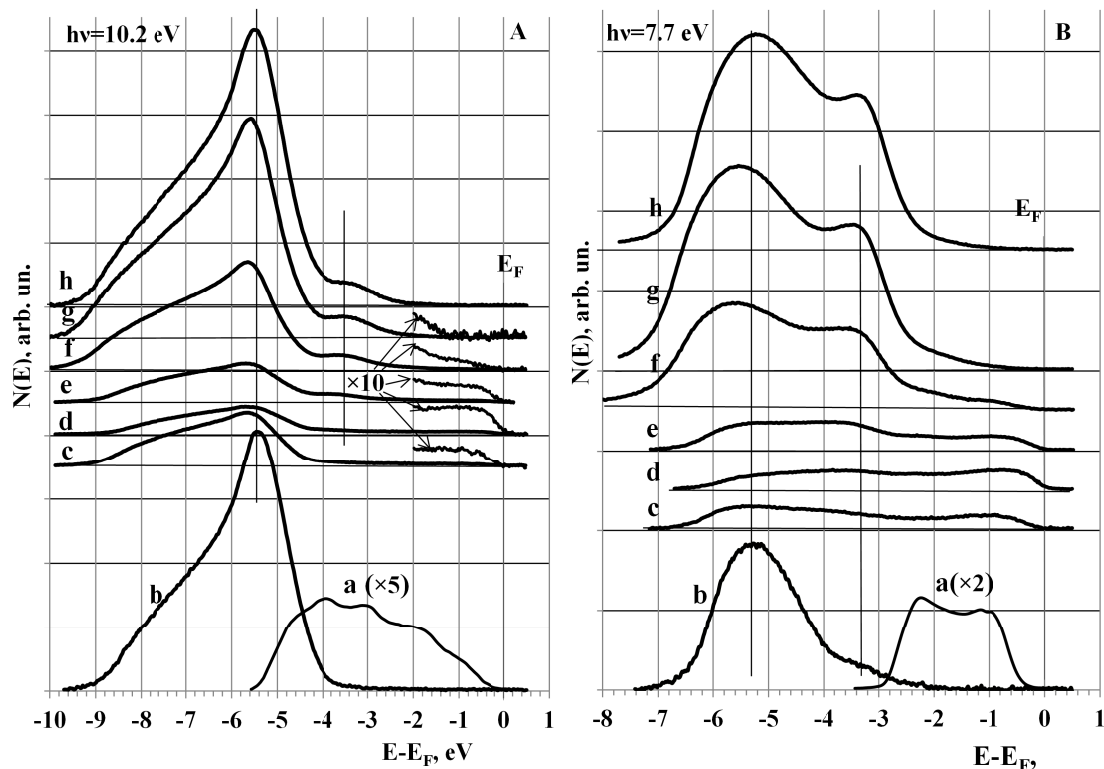 hν=10.2 eV
A
N(E), arb. un.
h
g
f
e
d
c
b
a (×5)
×10
E_F
-10 -9 -8 -7 -6 -5 -4 -3 -2 -1 0 1
E-E_F, eV
hν=7.7 eV
B
N(E), arb. un.
h
g
f
e
d
c
b
a(×2)
E_F
-8 -7 -6 -5 -4 -3 -2 -1 0 1
E-E_F,